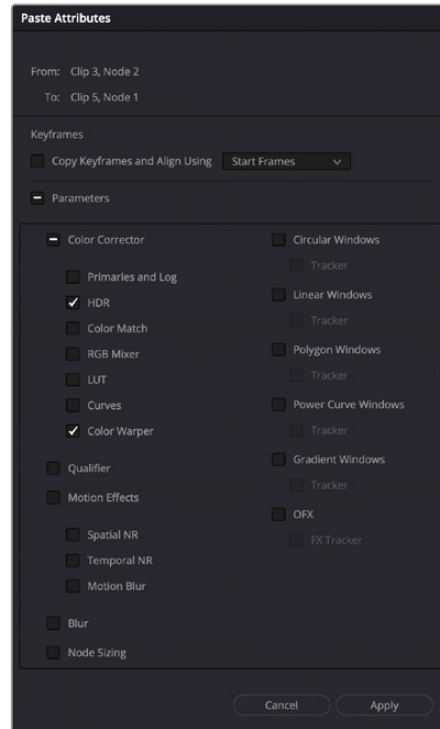 Paste Attributes
From: Clip 3, Node 2
To: Clip 5, Node 1
Keyframes
Copy Keyframes and Align Using Start Frames
Parameters
Color Corrector
Primaries and Log
HDR
Color Match
RGB Mixer
LUT
Curves
Color Warper
Qualifier
Motion Effects
Spatial NR
Temporal NR
Motion Blur
Blur
Node Sizing
Circular Windows
Tracker
Linear Windows
Tracker
Polygon Windows
Tracker
Power Curve Windows
Tracker
Gradient Windows
Tracker
OFX
FX Tracker
Cancel Apply